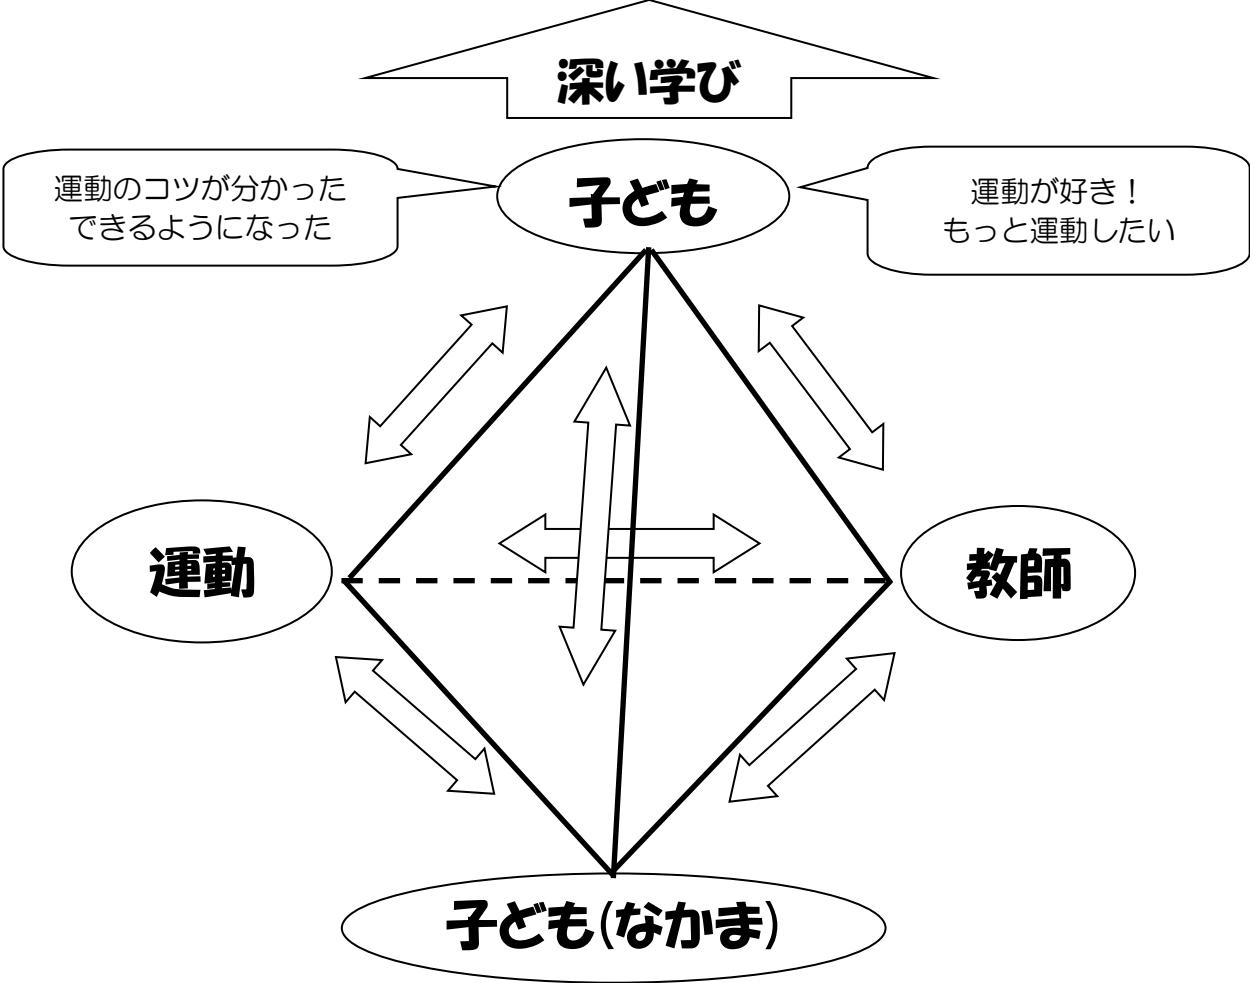 深い学び
子ども
運動のコツが分かった
できるようになった
運動が好き！
もっと運動したい
運動
教師
子ども(なかま)